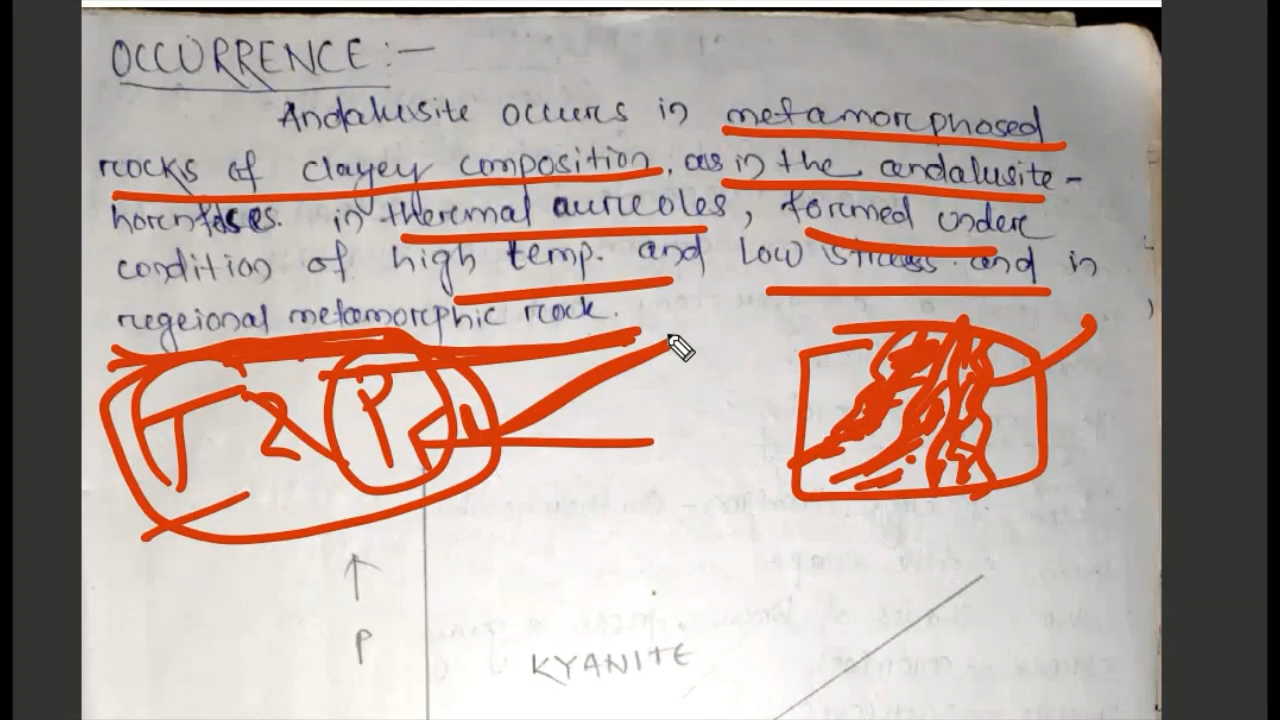 OCCURRENCE :-
Andalusite occurs in metamorphosed
rocks of clayey composition, as in the andalusite-
hornfelses. in thermal aureoles, formed under
condition of high temp. and low stress and in
regeional metamorphic rock.
T P
↑
P
KYANITE